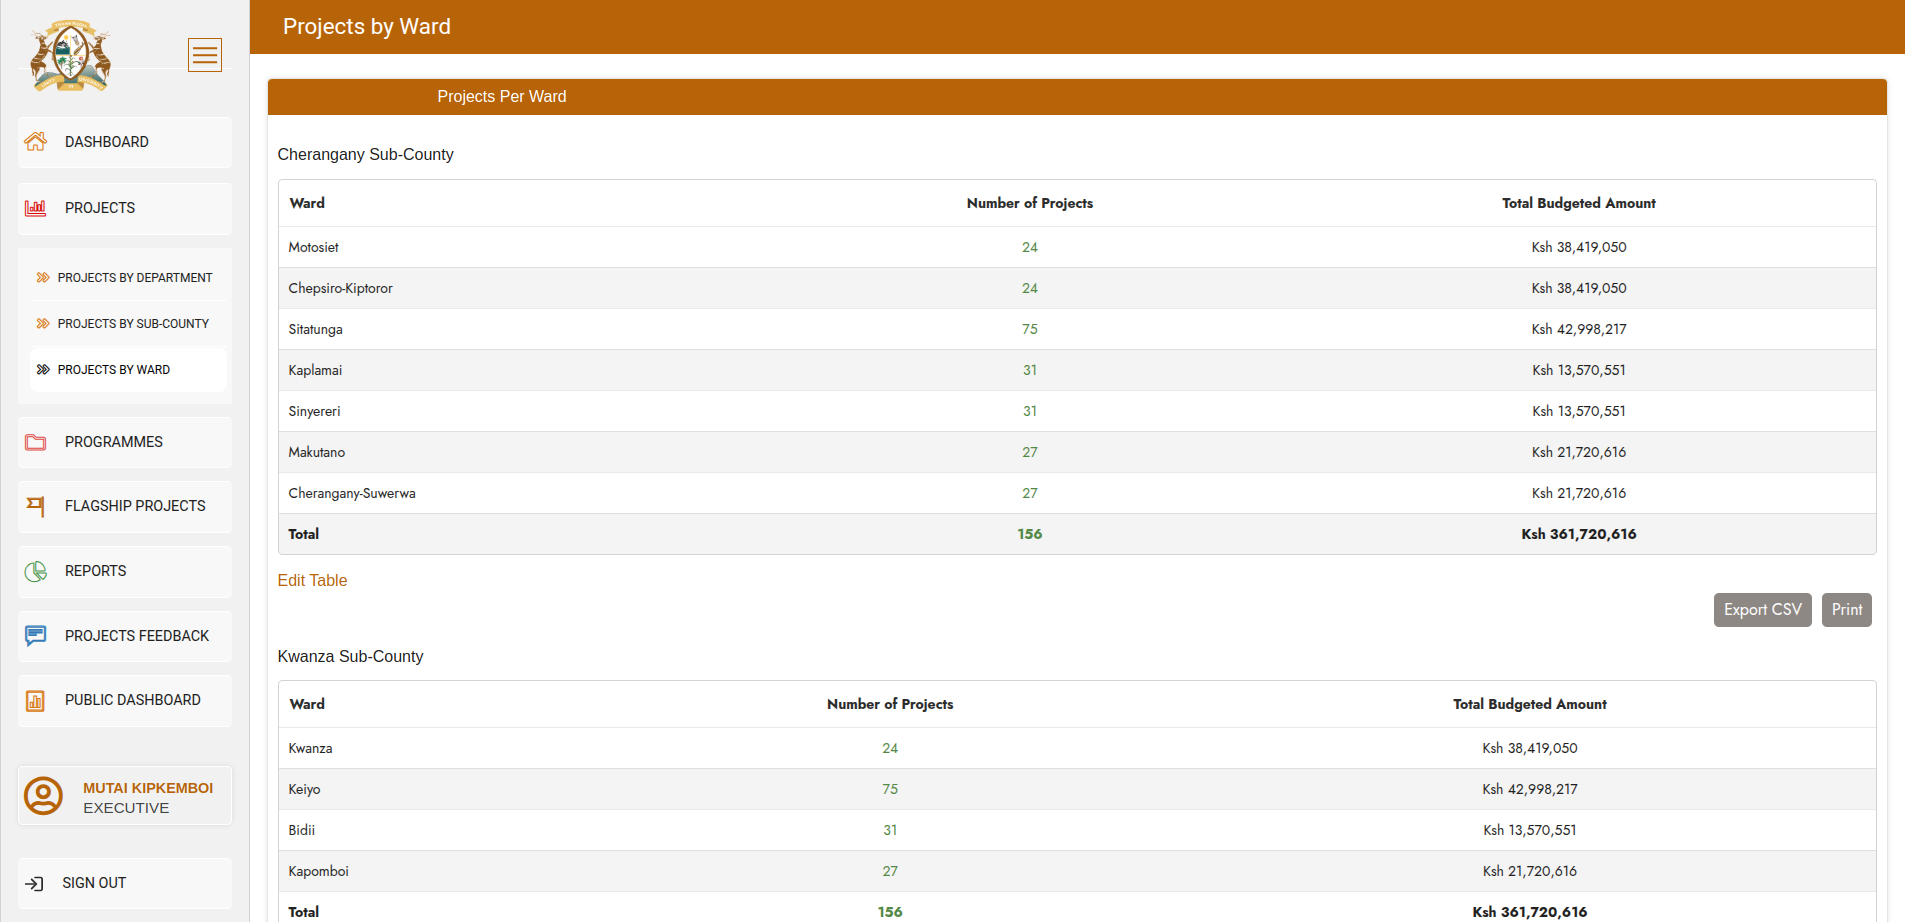 Projects by Ward
DASHBOARD
PROJECTS
PROJECTS BY DEPARTMENT
PROJECTS BY SUB-COUNTY
PROJECTS BY WARD
PROGRAMMES
FLAGSHIP PROJECTS
REPORTS
PROJECTS FEEDBACK
PUBLIC DASHBOARD
MUTAI KIPKEMBOI
EXECUTIVE
SIGN OUT
Projects Per Ward
Cherangany Sub-County
Ward Number of Projects Total Budgeted Amount
Motosiet 24 Ksh 38,419,050
Chepsiro-Kiptoror 24 Ksh 38,419,050
Sitatunga 75 Ksh 42,998,217
Kaplamai 31 Ksh 13,570,551
Sinyereri 31 Ksh 13,570,551
Makutano 27 Ksh 21,720,616
Cherangany-Suwerwa 27 Ksh 21,720,616
Total 156 Ksh 361,720,616
Edit Table
Export CSV Print
Kwanza Sub-County
Ward Number of Projects Total Budgeted Amount
Kwanza 24 Ksh 38,419,050
Keiyo 75 Ksh 42,998,217
Bidii 31 Ksh 13,570,551
Kapomboi 27 Ksh 21,720,616
Total 156 Ksh 361,720,616